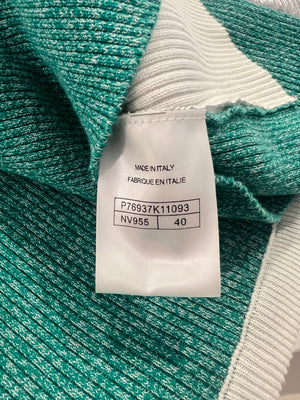 MADE IN ITALY
FABRIQUE EN ITALIE
P76937K11093
NV955 40